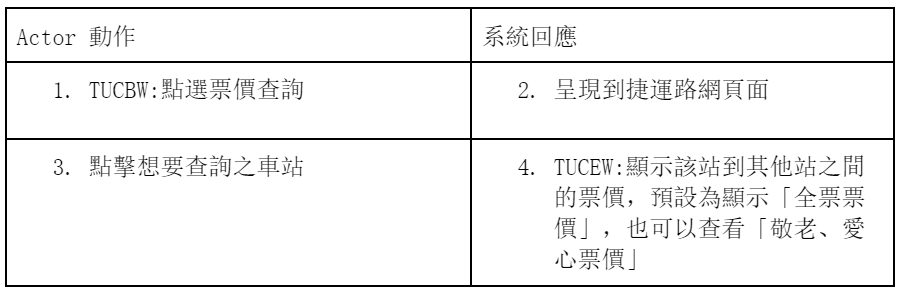 Actor 動作
系統回應
1. TUCBW:點選票價查詢
2. 呈現到捷運路網頁面
3. 點擊想要查詢之車站
4. TUCEW:顯示該站到其他站之間
的票價，預設為顯示「全票票
價」，也可以查看「敬老、愛
心票價」